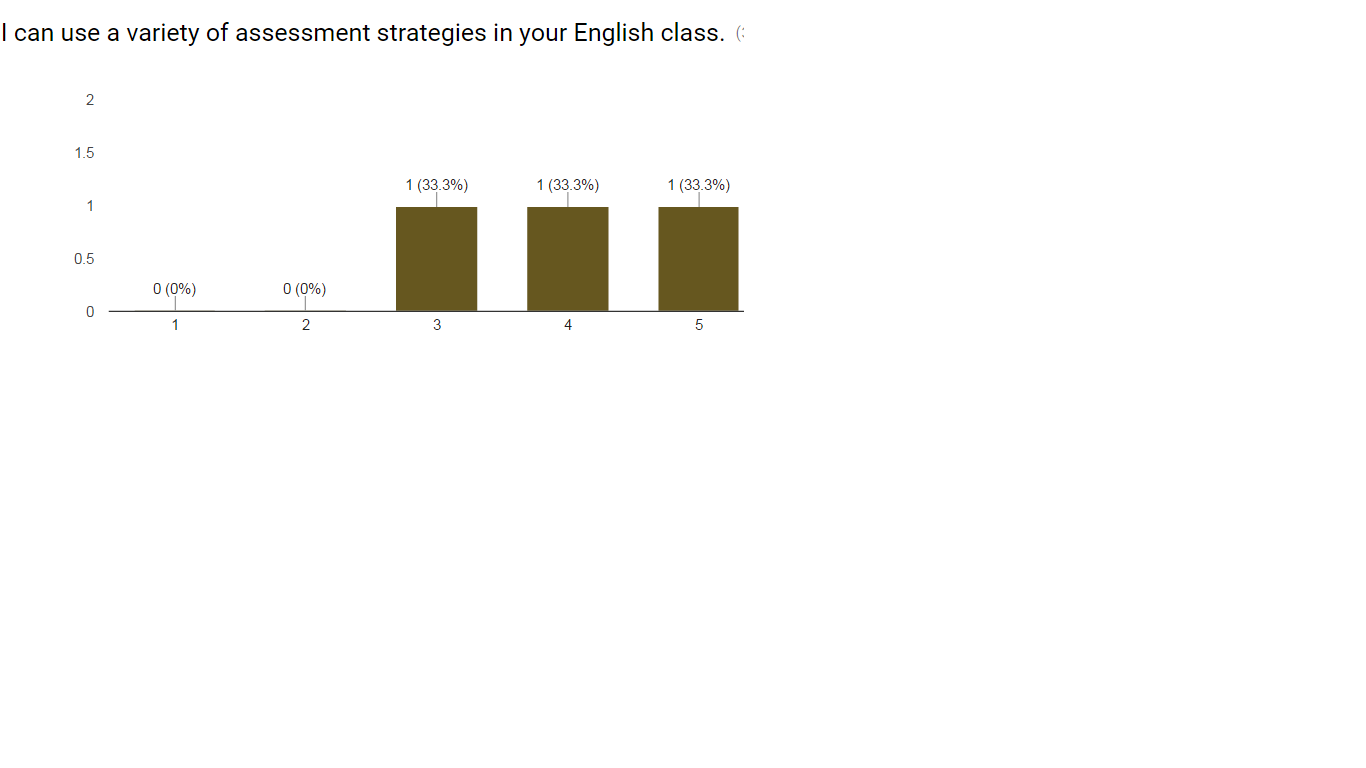 I can use a variety of assessment strategies in your English class.
2
1.5
1 (33.3%) 1 (33.3%) 1 (33.3%)
1
0.5
0 (0%) 0 (0%)
0
1 2 3 4 5